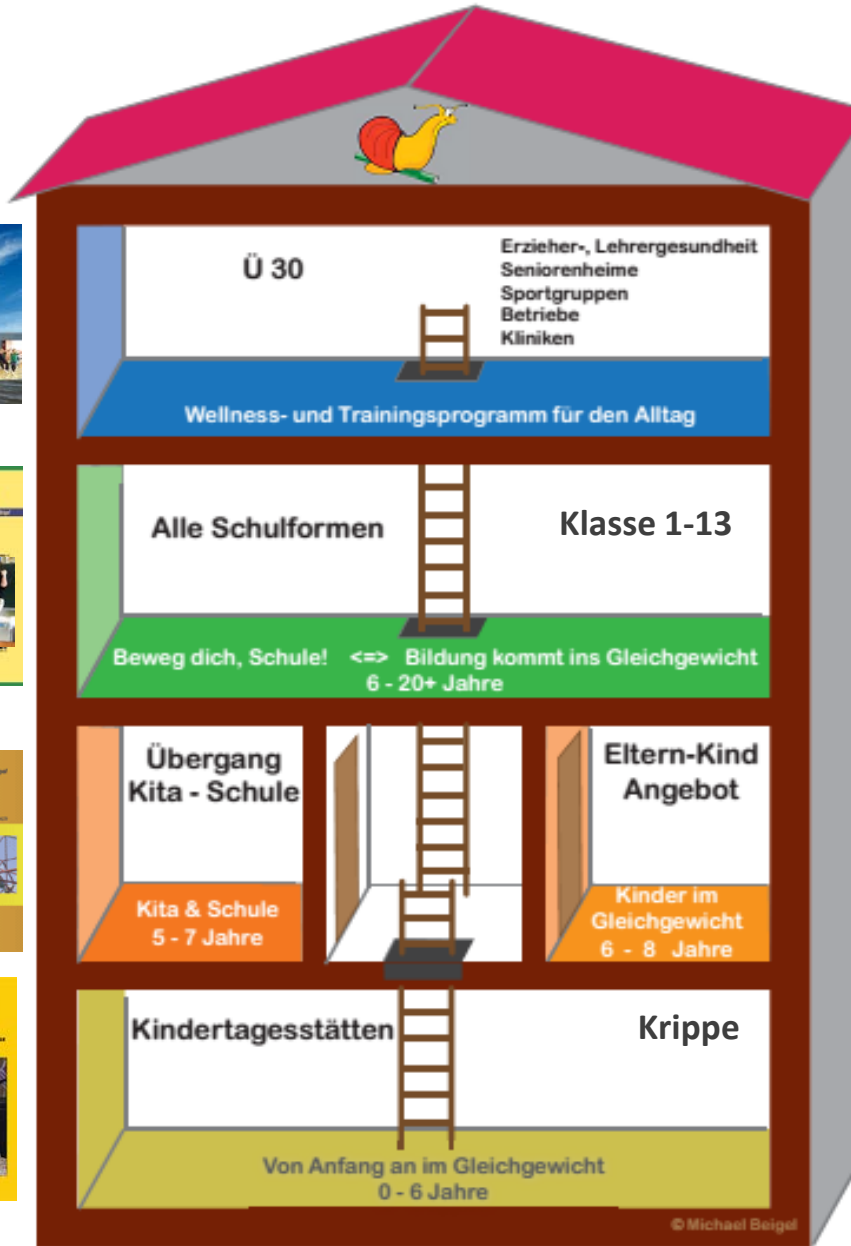 Ü 30
Erzieher-, Lehrergesundheit
Seniorenheime
Sportgruppen
Betriebe
Kliniken
Wellness- und Trainingsprogramm für den Alltag
Alle Schulformen
Klasse 1-13
Beweg dich, Schule! <=> Bildung kommt ins Gleichgewicht
6 - 20+ Jahre
Übergang
Kita - Schule
Kita & Schule
5 - 7 Jahre
Eltern-Kind
Angebot
Kinder im
Gleichgewicht
6 - 8 Jahre
Kindertagesstätten
Krippe
Von Anfang an im Gleichgewicht
0 - 6 Jahre
© Michael Beigel